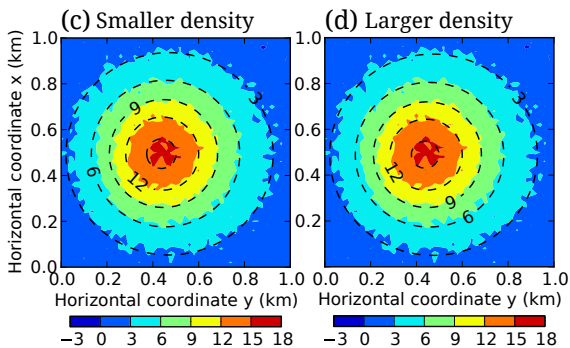 (c) Smaller density
(d) Larger density
Horizontal coordinate x (km)
1.0
0.8
0.6
0.4
0.2
0.0
3
9
6
12
3
12
9
6
0.0 0.2 0.4 0.6 0.8 1.0
0.0 0.2 0.4 0.6 0.8 1.0
Horizontal coordinate y (km)
Horizontal coordinate y (km)
−3 0 3 6 9 12 15 18
−3 0 3 6 9 12 15 18